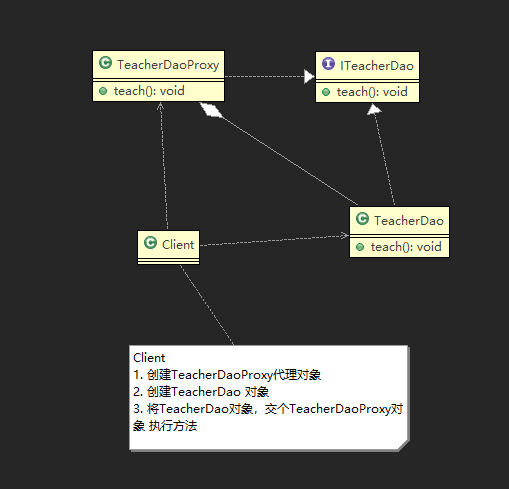 TeacherDaoProxy
teach(): void
ITeacherDao
teach(): void
TeacherDao
teach(): void
Client
Client
1. 创建TeacherDaoProxy代理对象
2. 创建TeacherDao 对象
3. 将TeacherDao对象，交个TeacherDaoProxy对
象 执行方法